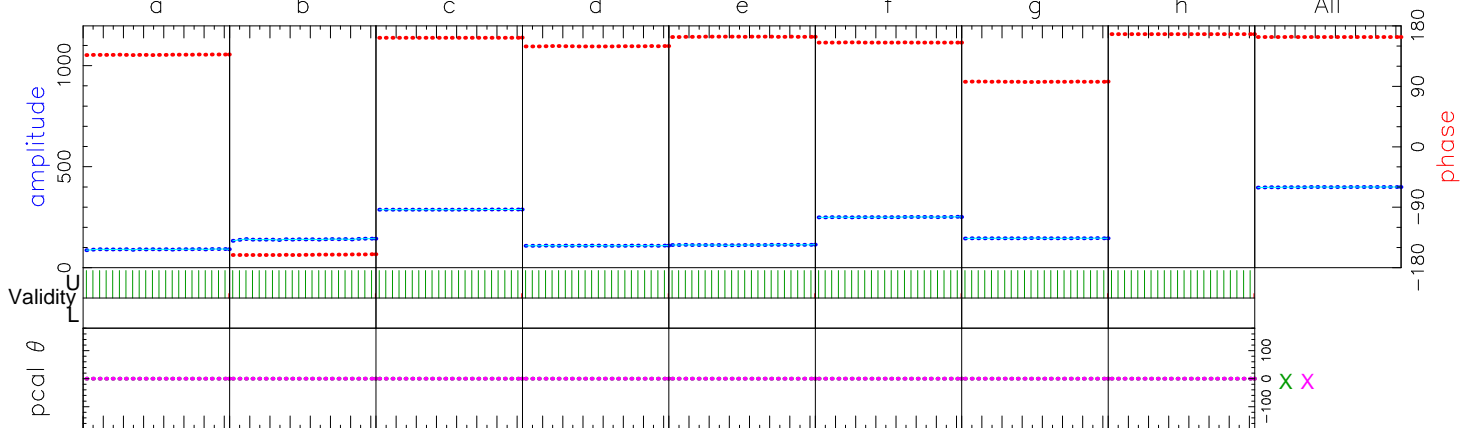 a b c d e f g h All
amplitude
0 500 1000
phase
-180 -90 0 90 180
Validity
U
L
pcal θ
-100 0 100
X X